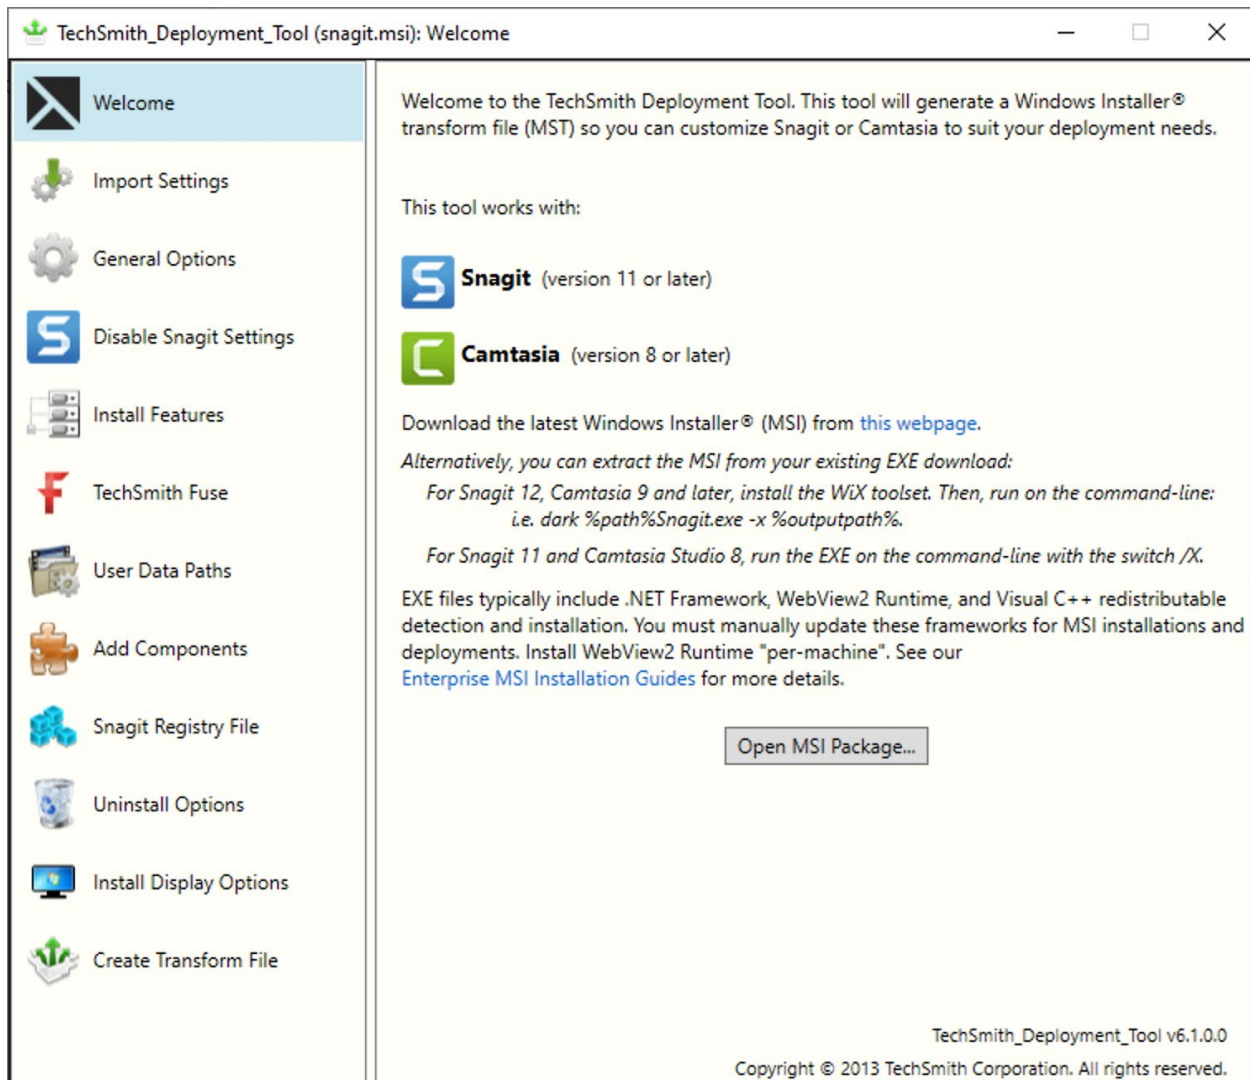 TechSmith_Deployment_Tool (snagit.msi): Welcome
Welcome
Import Settings
General Options
Disable Snagit Settings
Install Features
TechSmith Fuse
User Data Paths
Add Components
Snagit Registry File
Uninstall Options
Install Display Options
Create Transform File
Welcome to the TechSmith Deployment Tool. This tool will generate a Windows Installer®
transform file (MST) so you can customize Snagit or Camtasia to suit your deployment needs.
This tool works with:
Snagit (version 11 or later)
Camtasia (version 8 or later)
Download the latest Windows Installer® (MSI) from this webpage.
Alternatively, you can extract the MSI from your existing EXE download:
For Snagit 12, Camtasia 9 and later, install the WiX toolset. Then, run on the command-line:
i.e. dark %path%Snagit.exe -x %outputpath%.
For Snagit 11 and Camtasia Studio 8, run the EXE on the command-line with the switch /X.
EXE files typically include .NET Framework, WebView2 Runtime, and Visual C++ redistributable
detection and installation. You must manually update these frameworks for MSI installations and
deployments. Install WebView2 Runtime "per-machine". See our
Enterprise MSI Installation Guides for more details.
Open MSI Package...
TechSmith_Deployment_Tool v6.1.0.0
Copyright © 2013 TechSmith Corporation. All rights reserved.